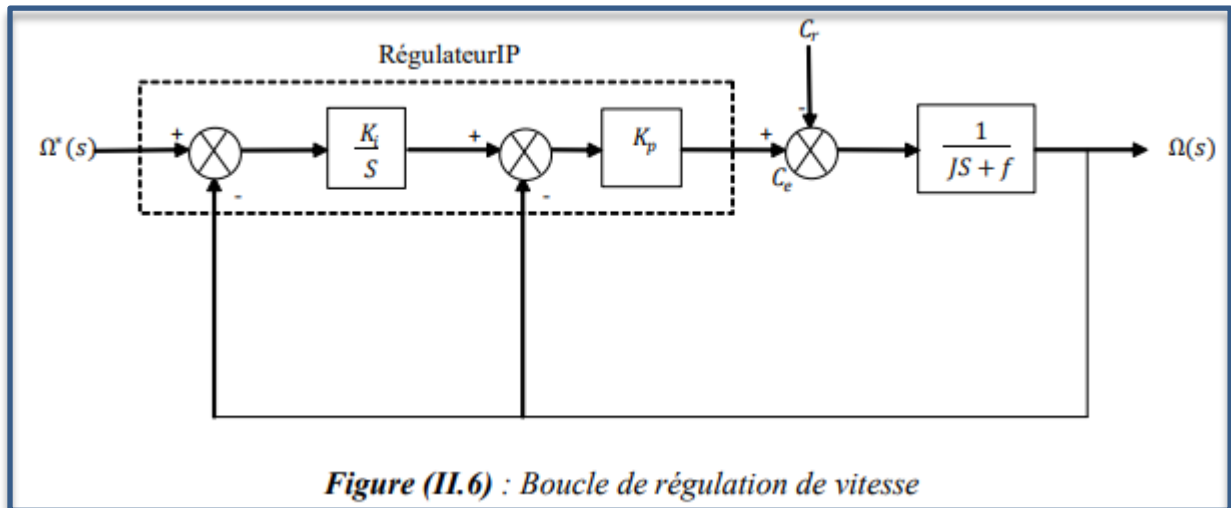 C_r
RégulateurIP
Ω*(s)
+
-
K_i
S
+
-
K_p
+
-
C_e
1
JS + f
Ω(s)
Figure (II.6) : Boucle de régulation de vitesse